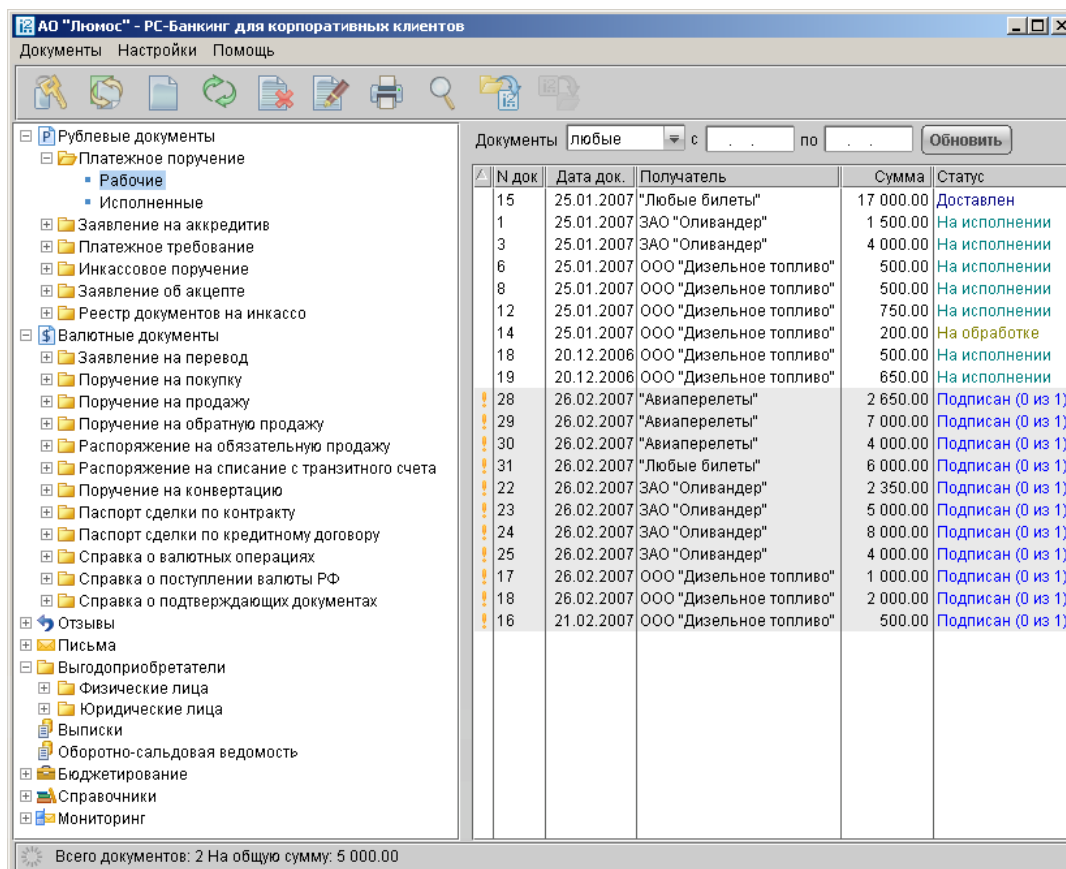 АО "Люмос" - РС-Банкинг для корпоративных клиентов
Документы Настройки Помощь
Рублевые документы
Платежное поручение
Рабочие
Исполненные
Заявление на аккредитив
Платежное требование
Инкассовое поручение
Заявление об акцепте
Реестр документов на инкассо
Валютные документы
Заявление на перевод
Поручение на покупку
Поручение на продажу
Поручение на обратную продажу
Распоряжение на обязательную продажу
Распоряжение на списание с транзитного счета
Поручение на конвертацию
Паспорт сделки по контракту
Паспорт сделки по кредитному договору
Справка о валютных операциях
Справка о поступлении валюты РФ
Справка о подтверждающих документах
Отзывы
Письма
Выгодоприобретатели
Физические лица
Юридические лица
Выписки
Оборотно-сальдовая ведомость
Бюджетирование
Справочники
Мониторинг
Документы любые с . . по . . Обновить
N док Дата док. Получатель Сумма Статус
15 25.01.2007 "Любые билеты" 17 000.00 Доставлен
1 25.01.2007 ЗАО "Оливандер" 1 500.00 На исполнении
3 25.01.2007 ЗАО "Оливандер" 4 000.00 На исполнении
6 25.01.2007 ООО "Дизельное топливо" 500.00 На исполнении
8 25.01.2007 ООО "Дизельное топливо" 500.00 На исполнении
12 25.01.2007 ООО "Дизельное топливо" 750.00 На исполнении
14 25.01.2007 ООО "Дизельное топливо" 200.00 На обработке
18 20.12.2006 ООО "Дизельное топливо" 500.00 На исполнении
19 20.12.2006 ООО "Дизельное топливо" 650.00 На исполнении
28 26.02.2007 "Авиаперелеты" 2 650.00 Подписан (0 из 1)
29 26.02.2007 "Авиаперелеты" 7 000.00 Подписан (0 из 1)
30 26.02.2007 "Авиаперелеты" 4 000.00 Подписан (0 из 1)
31 26.02.2007 "Любые билеты" 6 000.00 Подписан (0 из 1)
22 26.02.2007 ЗАО "Оливандер" 2 350.00 Подписан (0 из 1)
23 26.02.2007 ЗАО "Оливандер" 5 000.00 Подписан (0 из 1)
24 26.02.2007 ЗАО "Оливандер" 8 000.00 Подписан (0 из 1)
25 26.02.2007 ЗАО "Оливандер" 4 000.00 Подписан (0 из 1)
17 26.02.2007 ООО "Дизельное топливо" 1 000.00 Подписан (0 из 1)
18 26.02.2007 ООО "Дизельное топливо" 2 000.00 Подписан (0 из 1)
16 21.02.2007 ООО "Дизельное топливо" 500.00 Подписан (0 из 1)
Всего документов: 2 На общую сумму: 5 000.00